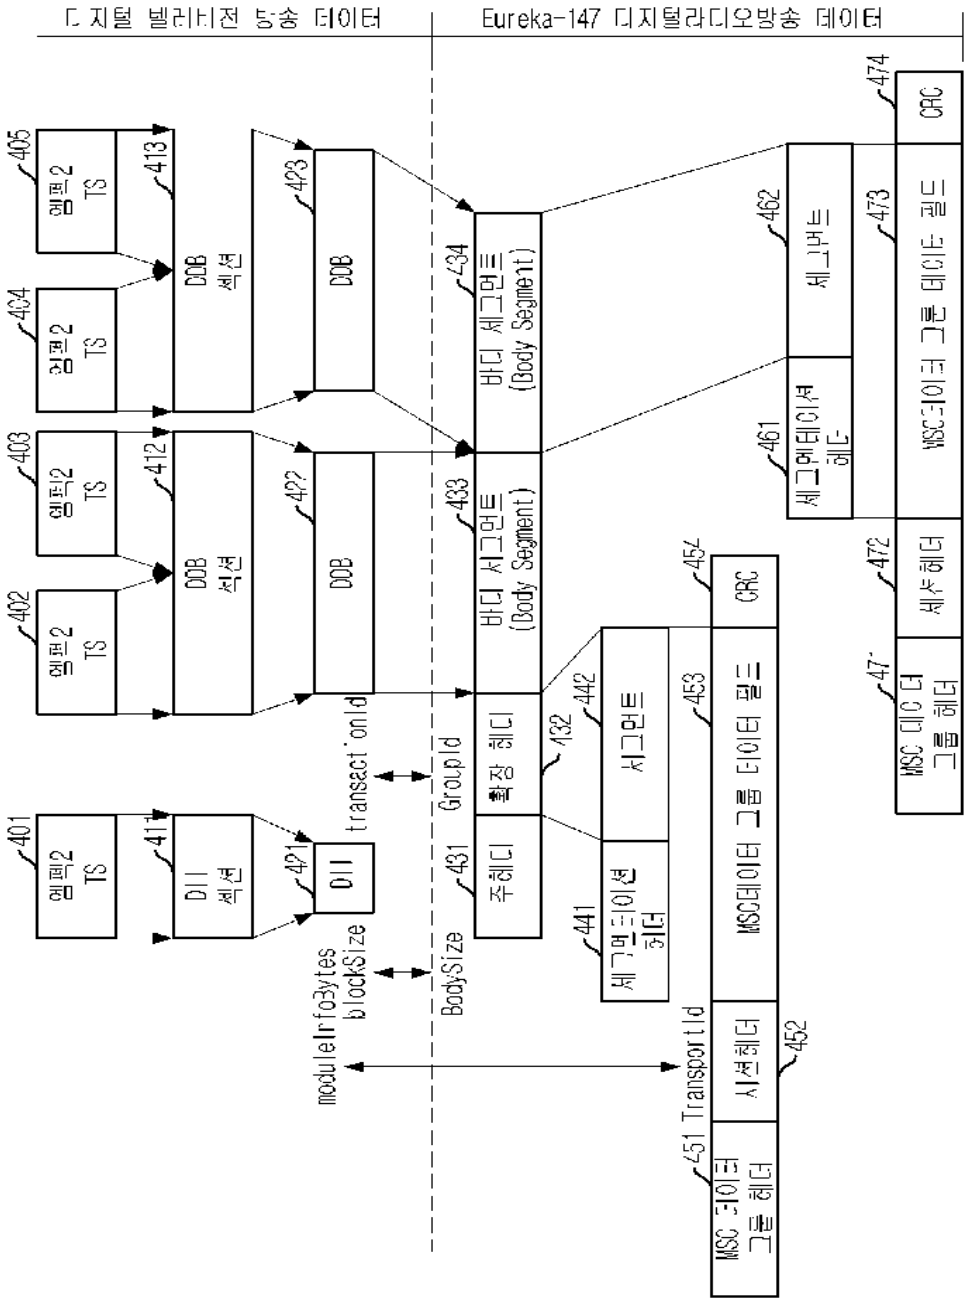 디지털 텔레비전 방송 데이터
Eureka-147 디지털라디오방송 데이터
401
엠펙2
TS
402
엠펙2
TS
403
엠펙2
TS
404
엠펙2
TS
405
엠펙2
TS
411
DII
섹션
412
DDB
섹션
413
DDB
섹션
421
DII
422
DDB
423
DDB
moduleInfoBytes
blockSize
transactionId
BodySize
GroupId
431
주헤더
432
확장 헤더
433
바디 세그먼트
(Body Segment)
434
바디 세그먼트
(Body Segment)
441
세그먼테이션
헤더
442
세그먼트
TransportId
451
MSC 데이터
그룹 헤더
452
세션헤더
453
MSC데이터 그룹 데이터 필드
454
CRC
461
세그먼테이션
헤더
462
세그먼트
471
MSC 데이터
그룹 헤더
472
세션헤더
473
MSC데이터 그룹 데이터 필드
474
CRC